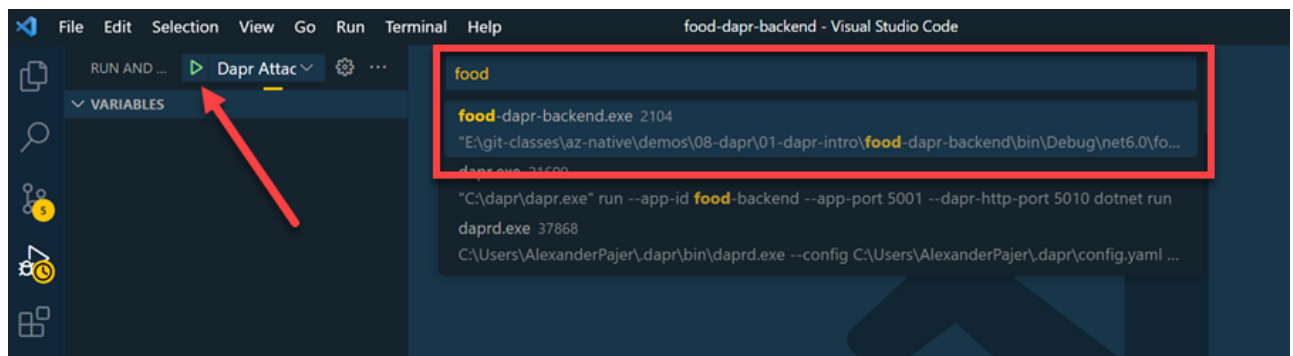 File Edit Selection View Go Run Terminal Help food-dapr-backend - Visual Studio Code
RUN AND ... Dapr Attac ...
VARIABLES
food
food-dapr-backend.exe 2104
"E:\git-classes\az-native\demos\08-dapr\01-dapr-intro\food-dapr-backend\bin\Debug\net6.0\fo...
dapr.exe
"C:\dapr\dapr.exe" run --app-id food-backend --app-port 5001 --dapr-http-port 5010 dotnet run
daprd.exe 37868
C:\Users\AlexanderPajer\.dapr\bin\daprd.exe --config C:\Users\AlexanderPajer\.dapr\config.yaml ...
5